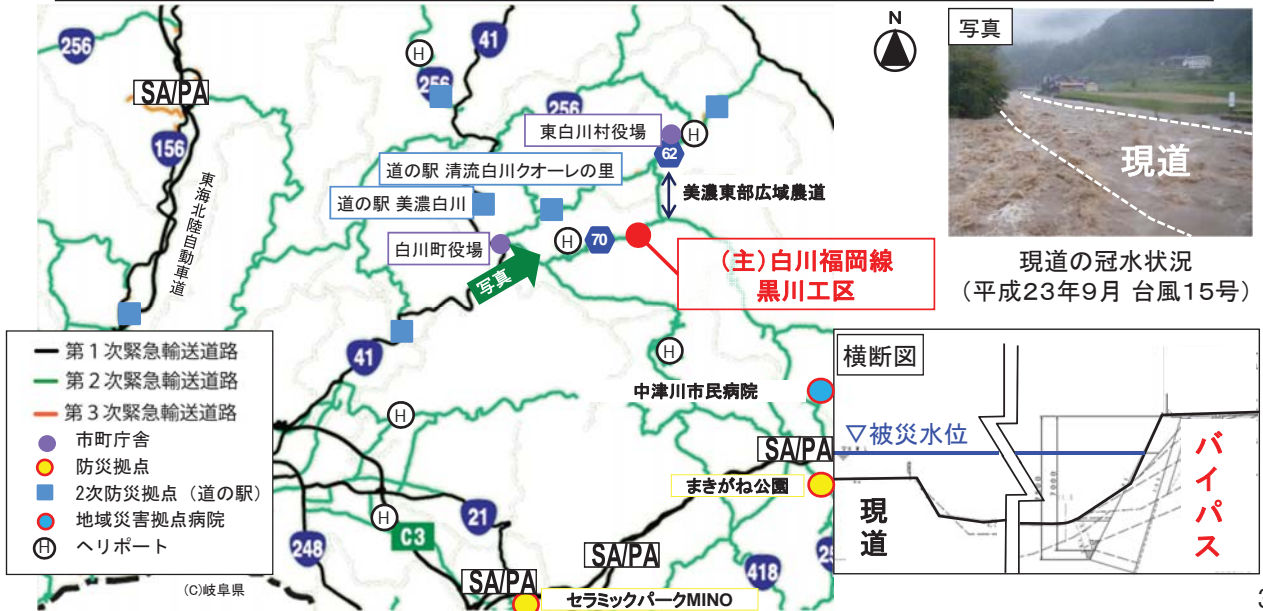 256
SA/PA
156
東海北陸自動車道
41
H
256
256
東白川村役場
H
62
道の駅 清流白川クオーレの里
美濃東部広域農道
道の駅 美濃白川
白川町役場
H
70
写真
(主)白川福岡線
黒川工区
N
写真
現道
現道の冠水状況
(平成23年9月 台風15号)
第1次緊急輸送道路
第2次緊急輸送道路
第3次緊急輸送道路
市町庁舎
防災拠点
2次防災拠点(道の駅)
地域災害拠点病院
H ヘリポート
(C)岐阜県
41
H
H
中津川市民病院
SA/PA
まきがね公園
H
21
C3
248
SA/PA
SA/PA
418
セラミックパークMINO
横断図
▽被災水位
現道
バイパス
7000
3